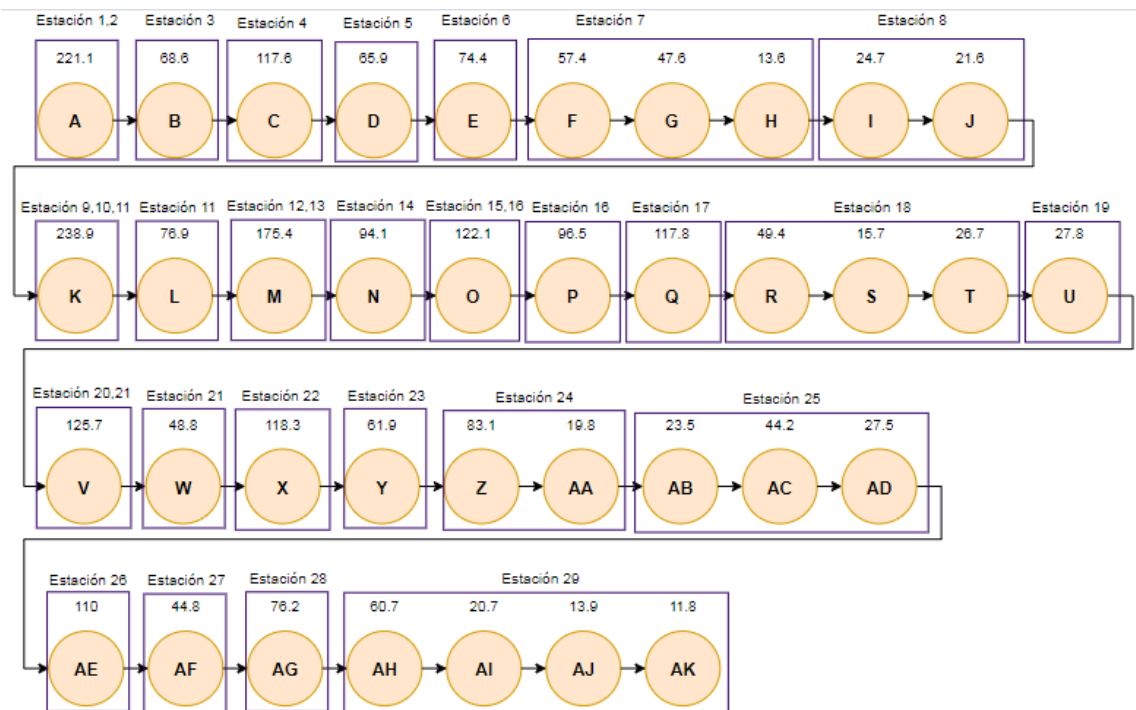 Estación 1,2 Estación 3 Estación 4 Estación 5 Estación 6 Estación 7 Estación 8
221.1 68.6 117.6 65.9 74.4 57.4 47.6 13.6 24.7 21.6
A B C D E F G H I J
Estación 9,10,11 Estación 11 Estación 12,13 Estación 14 Estación 15,16 Estación 16 Estación 17 Estación 18 Estación 19
238.9 76.9 175.4 94.1 122.1 96.5 117.8 49.4 15.7 26.7 27.8
K L M N O P Q R S T U
Estación 20,21 Estación 21 Estación 22 Estación 23 Estación 24 Estación 25
125.7 48.8 118.3 61.9 83.1 19.8 23.5 44.2 27.5
V W X Y Z AA AB AC AD
Estación 26 Estación 27 Estación 28 Estación 29
110 44.8 76.2 60.7 20.7 13.9 11.8
AE AF AG AH AI AJ AK